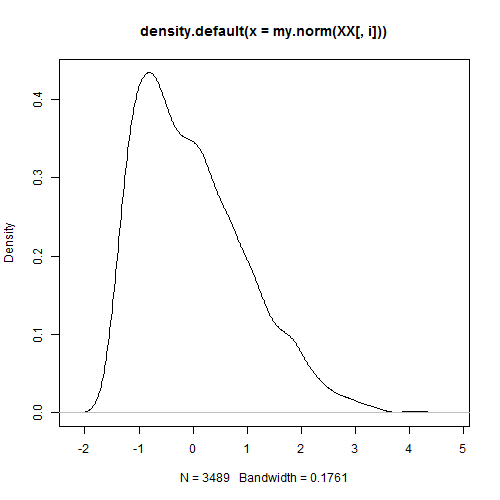 density.default(x = my.norm(XX[, i]))
Density
0.4
0.3
0.2
0.1
0.0
-2 -1 0 1 2 3 4 5
N = 3489 Bandwidth = 0.1761